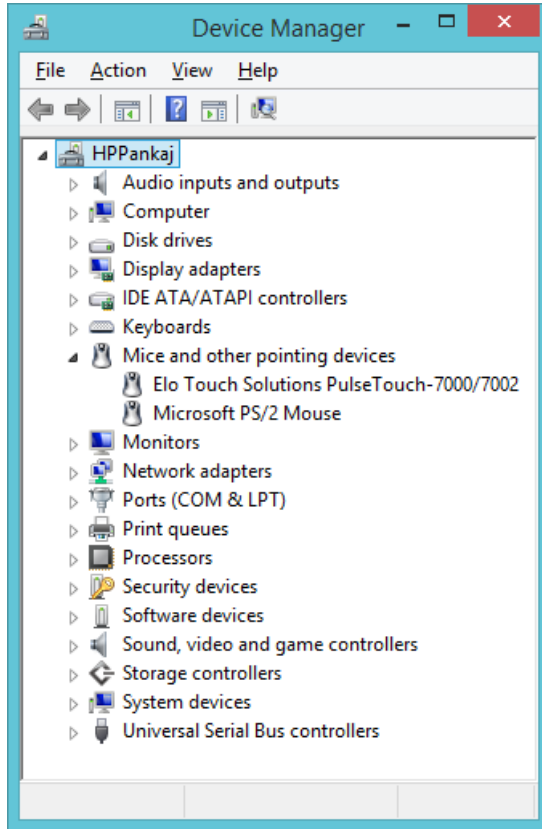 Device Manager
File Action View Help
HPPankaj
Audio inputs and outputs
Computer
Disk drives
Display adapters
IDE ATA/ATAPI controllers
Keyboards
Mice and other pointing devices
Elo Touch Solutions PulseTouch-7000/7002
Microsoft PS/2 Mouse
Monitors
Network adapters
Ports (COM & LPT)
Print queues
Processors
Security devices
Software devices
Sound, video and game controllers
Storage controllers
System devices
Universal Serial Bus controllers